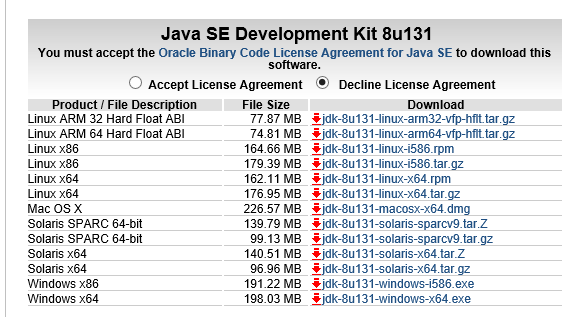 Java SE Development Kit 8u131
You must accept the Oracle Binary Code License Agreement for Java SE to download this
software.
Accept License Agreement Decline License Agreement
Product / File Description File Size Download
Linux ARM 32 Hard Float ABI 77.87 MB jdk-8u131-linux-arm32-vfp-hflt.tar.gz
Linux ARM 64 Hard Float ABI 74.81 MB jdk-8u131-linux-arm64-vfp-hflt.tar.gz
Linux x86 164.66 MB jdk-8u131-linux-i586.rpm
Linux x86 179.39 MB jdk-8u131-linux-i586.tar.gz
Linux x64 162.11 MB jdk-8u131-linux-x64.rpm
Linux x64 176.95 MB jdk-8u131-linux-x64.tar.gz
Mac OS X 226.57 MB jdk-8u131-macosx-x64.dmg
Solaris SPARC 64-bit 139.79 MB jdk-8u131-solaris-sparcv9.tar.Z
Solaris SPARC 64-bit 99.13 MB jdk-8u131-solaris-sparcv9.tar.gz
Solaris x64 140.51 MB jdk-8u131-solaris-x64.tar.Z
Solaris x64 96.96 MB jdk-8u131-solaris-x64.tar.gz
Windows x86 191.22 MB jdk-8u131-windows-i586.exe
Windows x64 198.03 MB jdk-8u131-windows-x64.exe